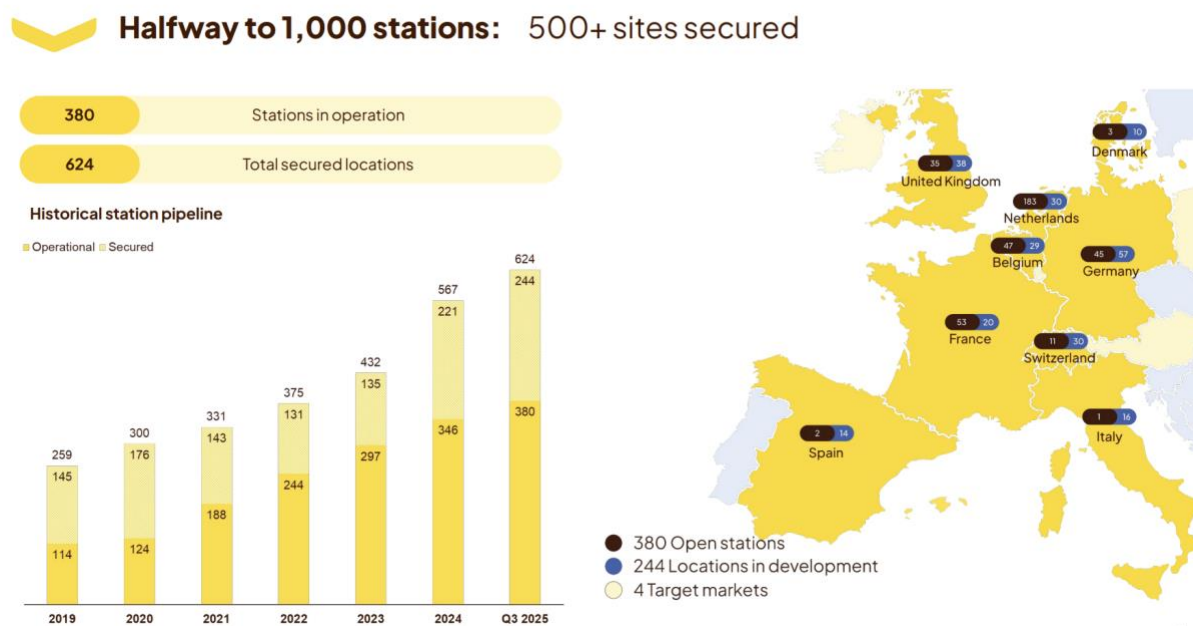 Halfway to 1,000 stations: 500+ sites secured
380 Stations in operation
624 Total secured locations
Historical station pipeline
Operational Secured
259
145
114
300
176
124
331
143
188
375
131
244
432
135
297
567
221
346
624
244
380
2019 2020 2021 2022 2023 2024 Q3 2025
3 10
Denmark
35 38
United Kingdom
183 30
Netherlands
47 29
Belgium
45 57
Germany
53 20
France
11 30
Switzerland
1 16
Italy
2 14
Spain
380 Open stations
244 Locations in development
4 Target markets